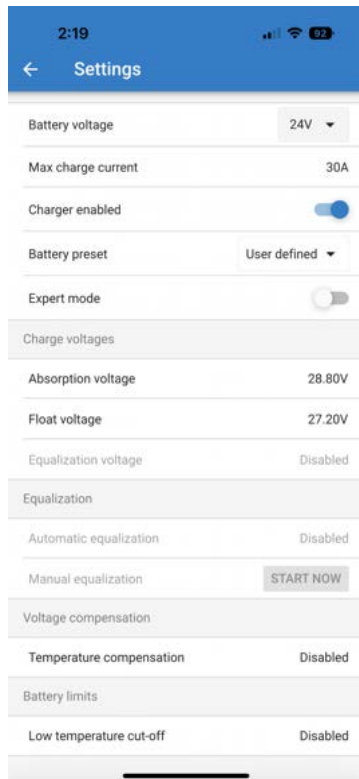 2:19 92
Settings
Battery voltage 24V
Max charge current 30A
Charger enabled
Battery preset User defined
Expert mode
Charge voltages
Absorption voltage 28.80V
Float voltage 27.20V
Equalization voltage Disabled
Equalization
Automatic equalization Disabled
Manual equalization START NOW
Voltage compensation
Temperature compensation Disabled
Battery limits
Low temperature cut-off Disabled